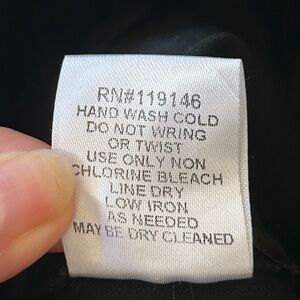 RN#119146
HAND WASH COLD
DO NOT WRING
OR TWIST
USE ONLY NON
CHLORINE BLEACH
LINE DRY
LOW IRON
AS NEEDED
MAY BE DRY CLEANED